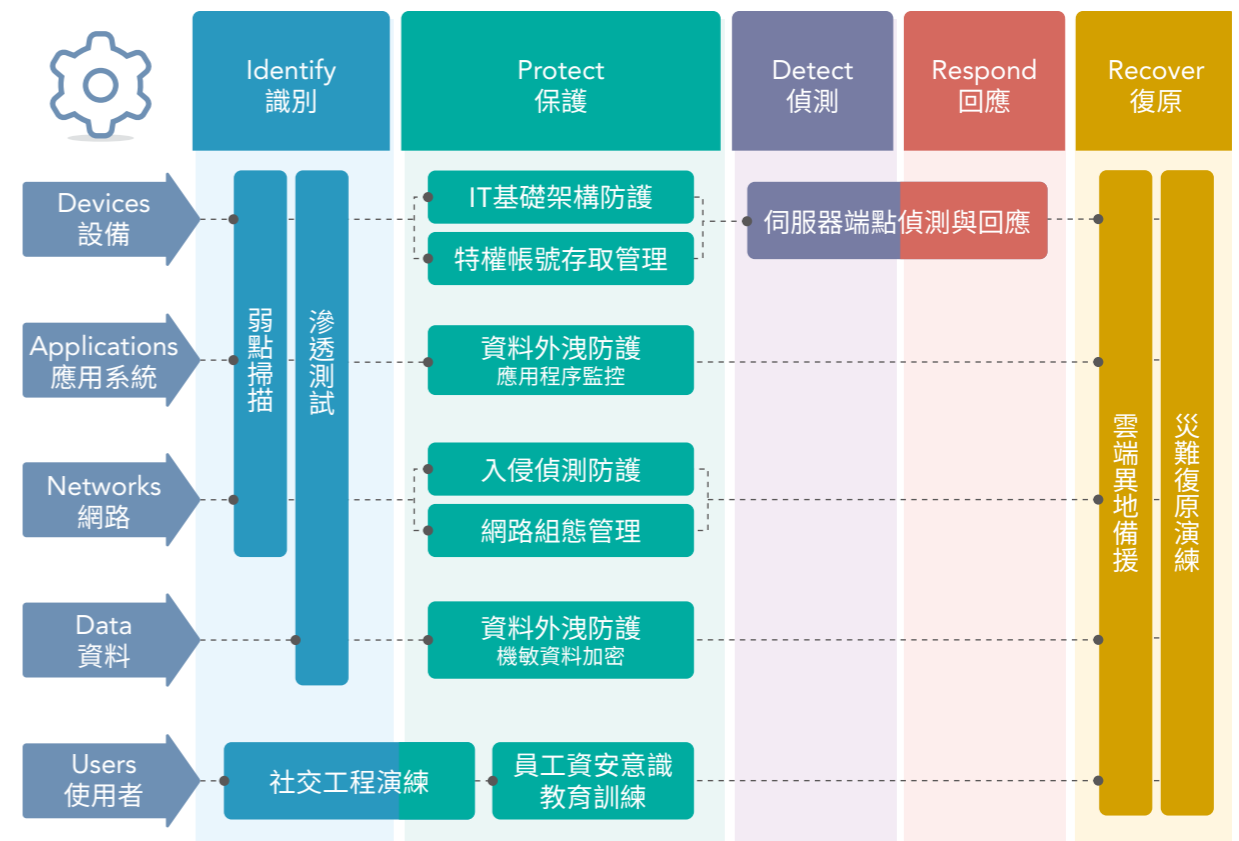 Identify
識別
Protect
保護
Detect
偵測
Respond
回應
Recover
復原
Devices
設備
IT基礎架構防護
特權帳號存取管理
伺服器端點偵測與回應
弱點掃描
滲透測試
Applications
應用系統
資料外洩防護
應用程序監控
Networks
網路
入侵偵測防護
網路組態管理
雲端異地備援
災難復原演練
Data
資料
資料外洩防護
機敏資料加密
Users
使用者
社交工程演練
員工資安意識
教育訓練